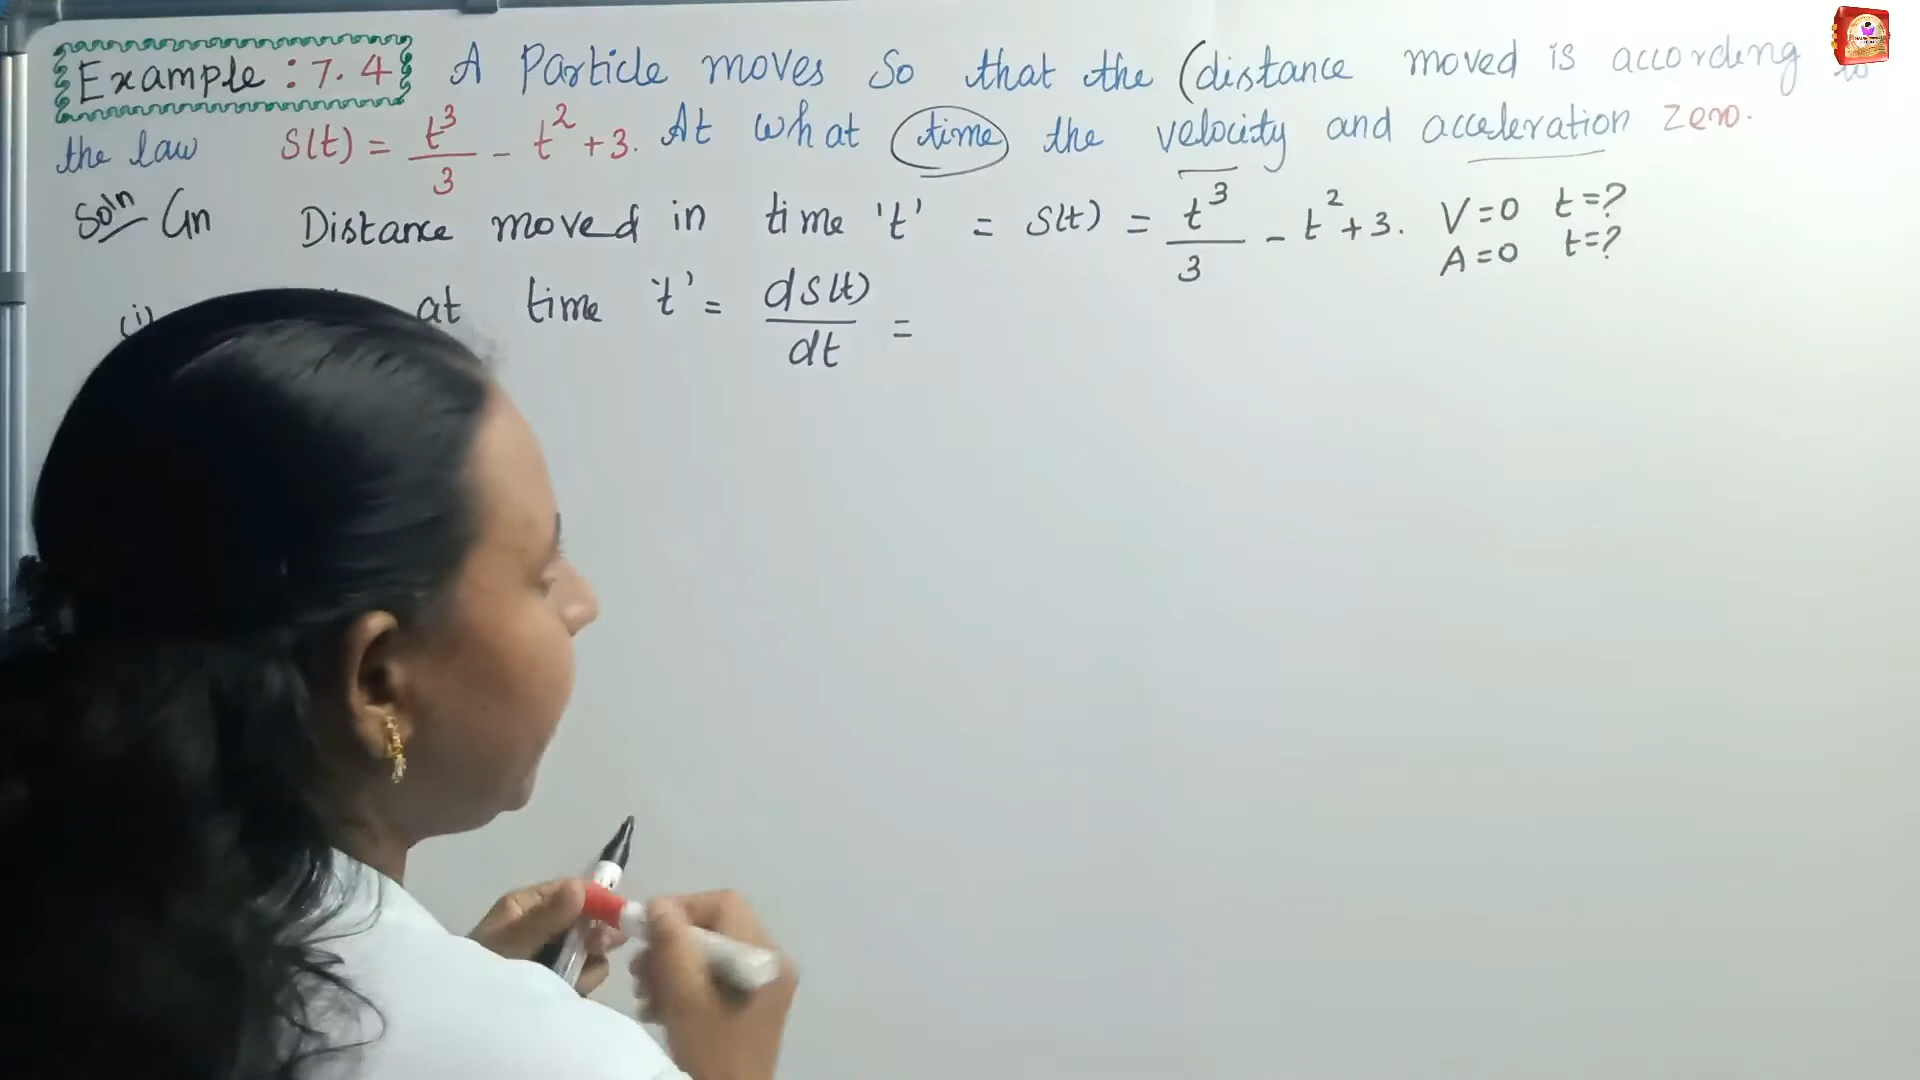 Example : 7.4 A Particle moves so that the (distance moved is according to
the law S(t) = t³/3 - t² + 3. At what time the velocity and acceleration zero.
Soln Gn Distance moved in time 't' = S(t) = t³/3 - t² + 3. V = 0 t = ?
A = 0 t = ?
(i) at time 't' = dS(t)/dt =